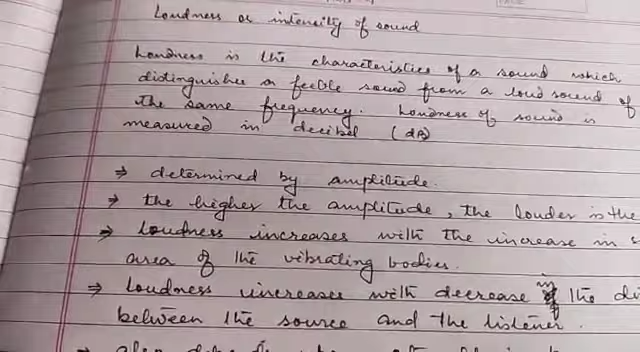 Loudness or intensity of sound
Loudness is the characteristics of a sound which
distinguishes a feeble sound from a loud sound of
the same frequency. Loudness of sound is
measured in decibel (dB)
⇒ determined by amplitude.
⇒ the higher the amplitude, the louder is the
⇒ Loudness increases with the increase in
area of the vibrating bodies.
⇒ Loudness increases with decrease in the
between the source and the listener.
⇒ also